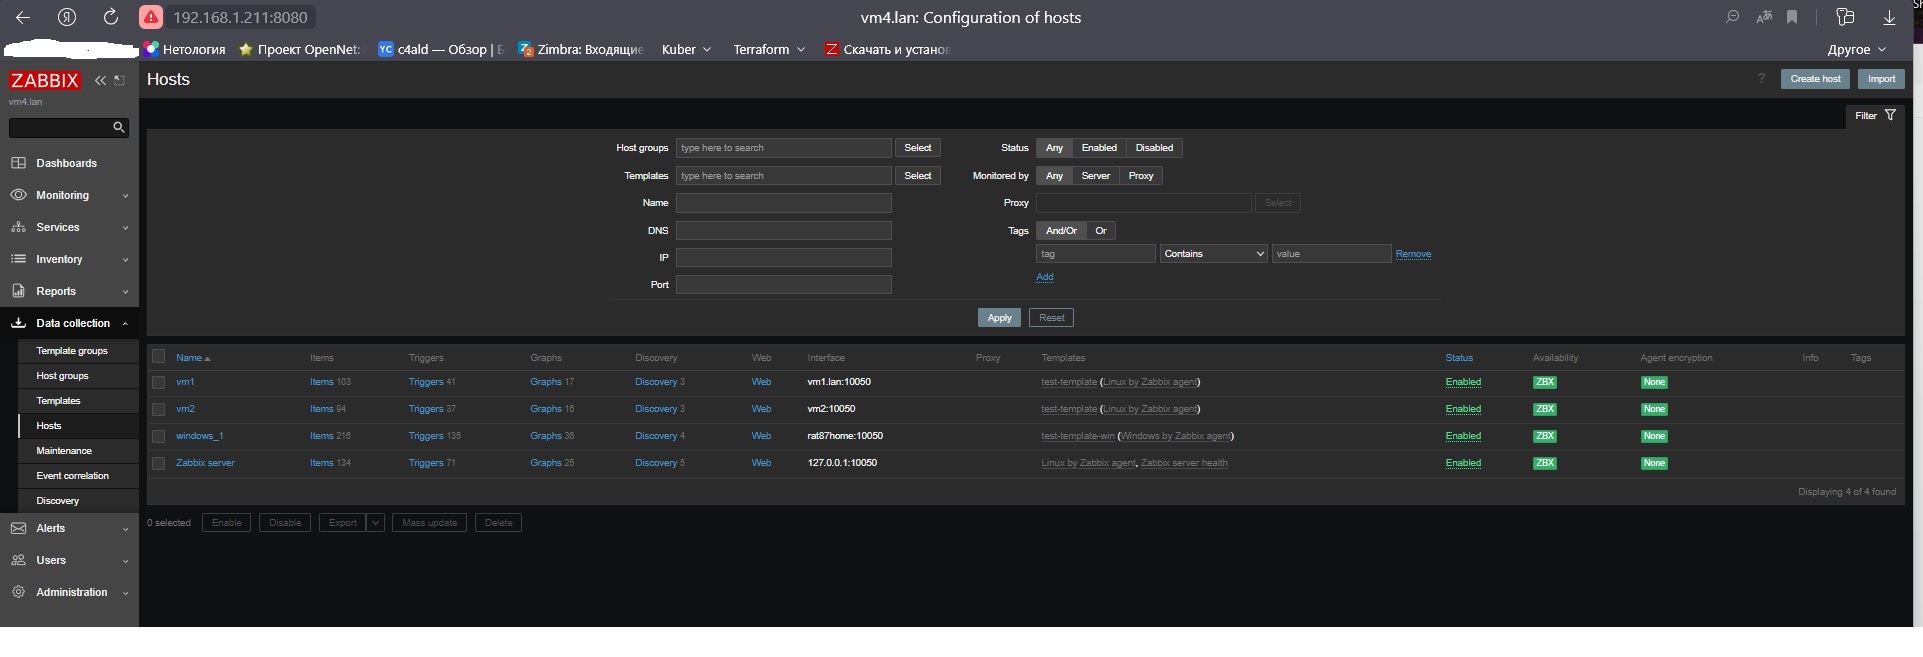 192.168.1.211:8080
vm4.lan: Configuration of hosts
Нетология
Проект OpenNet:
YC c4ald — Обзор | Б
Zimbra: Входящие
Kuber
Terraform
Z Скачать и установ
Другое
ZABBIX
vm4.lan
Dashboards
Monitoring
Services
Inventory
Reports
Data collection
Template groups
Host groups
Templates
Hosts
Maintenance
Event correlation
Discovery
Alerts
Users
Administration
Hosts
? Create host Import
Filter
Host groups type here to search Select
Templates type here to search Select
Name
DNS
IP
Port
Status Any Enabled Disabled
Monitored by Any Server Proxy
Proxy Select
Tags And/Or Or
tag Contains value Remove
Add
Apply Reset
Name Items Triggers Graphs Discovery Web Interface Proxy Templates Status Availability Agent encryption Info Tags
vm1 Items 103 Triggers 41 Graphs 17 Discovery 3 Web vm1.lan:10050 test-template (Linux by Zabbix agent) Enabled ZBX None
vm2 Items 94 Triggers 37 Graphs 16 Discovery 3 Web vm2:10050 test-template (Linux by Zabbix agent) Enabled ZBX None
windows_1 Items 216 Triggers 135 Graphs 36 Discovery 4 Web rat87home:10050 test-template-win (Windows by Zabbix agent) Enabled ZBX None
Zabbix server Items 134 Triggers 71 Graphs 25 Discovery 5 Web 127.0.0.1:10050 Linux by Zabbix agent, Zabbix server health Enabled ZBX None
Displaying 4 of 4 found
0 selected Enable Disable Export Mass update Delete